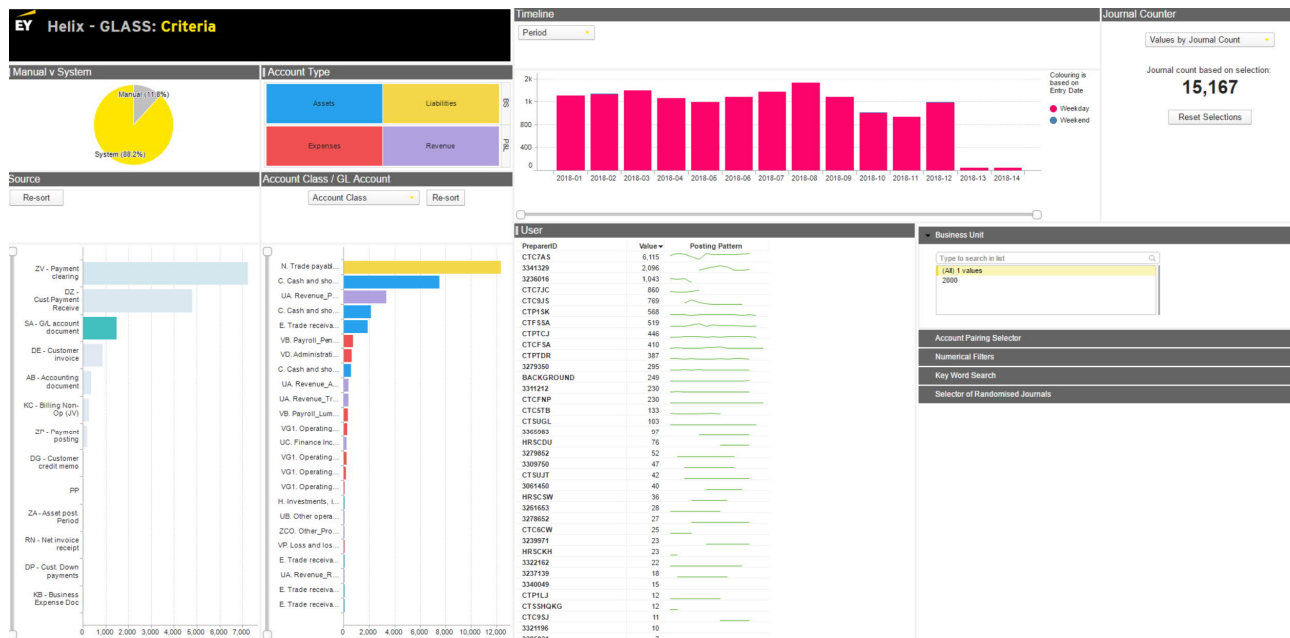 EY Helix - GLASS: Criteria
Manual v System
Manual (11.8%)
System (88.2%)
Account Type
Assets
Liabilities
BS
Expenses
Revenue
P&L
Source
Re-sort
ZV - Payment
clearing
DZ -
Cust.Payment
Receive
SA - G/L account
document
DE - Customer
invoice
AB - Accounting
document
KC - Billing Non-
Op (JV)
ZP - Payment
posting
DG - Customer
credit memo
PP
ZA - Asset post.
Period
RN - Net invoice
receipt
DP - Cust. Down
payments
KB - Business
Expense Doc
0 1,000 2,000 3,000 4,000 5,000 6,000 7,000
Account Class / GL Account
Account Class
Re-sort
N. Trade payabl...
C. Cash and sho...
UA. Revenue_P...
C. Cash and sho...
E. Trade receiva...
VB. Payroll_Pen...
VD. Administrati...
C. Cash and sho...
UA. Revenue_A...
UA. Revenue_Tr...
VB. Payroll_Lum...
VG1. Operating...
UC. Finance Inc...
VG1. Operating...
VG1. Operating...
VG1. Operating...
H. Investments, i...
UB. Other opera...
ZCO. Other_Pro...
VP. Loss and los...
E. Trade receiva...
UA. Revenue_R...
E. Trade receiva...
E. Trade receiva...
0 2,000 4,000 6,000 8,000 10,000 12,000
Timeline
Period
2k
1k
800
400
0
2018-01 2018-02 2018-03 2018-04 2018-05 2018-06 2018-07 2018-08 2018-09 2018-10 2018-11 2018-12 2018-13 2018-14
Colouring is
based on
Entry Date
Weekday
Weekend
Journal Counter
Values by Journal Count
Journal count based on selection:
15,167
Reset Selections
User
PreparerID Value Posting Pattern
CTC7AS 6,115
3341329 2,096
3236016 1,043
CTC7JC 860
CTC9JS 769
CTP1SK 568
CTFSSA 519
CTPTCJ 446
CTCFSA 410
CTPTDR 387
3279350 295
BACKGROUND 249
3311212 230
CTCFNP 230
CTC5TB 133
CTSUGL 103
3365983 97
HRSCDU 76
3279852 52
3309750 47
CTSUJT 42
3061450 40
HRSCSW 36
3261653 28
3278652 27
CTC6CW 25
3239971 23
HRSCKH 23
3322162 22
3237139 18
3340049 15
CTP1LJ 12
CTSSHQKG 12
CTC9SJ 11
3321196 10
Business Unit
Type to search in list
(All) 1 values
2000
Account Pairing Selector
Numerical Filters
Key Word Search
Selector of Randomised Journals